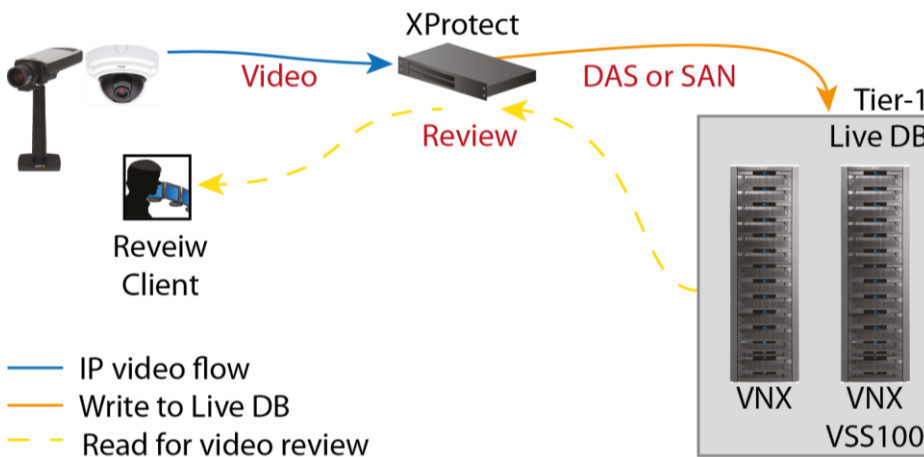 XProtect
Video
DAS or SAN
Tier-1
Live DB
Review
Reveiw
Client
IP video flow
Write to Live DB
Read for video review
VNX
VNX
VSS100